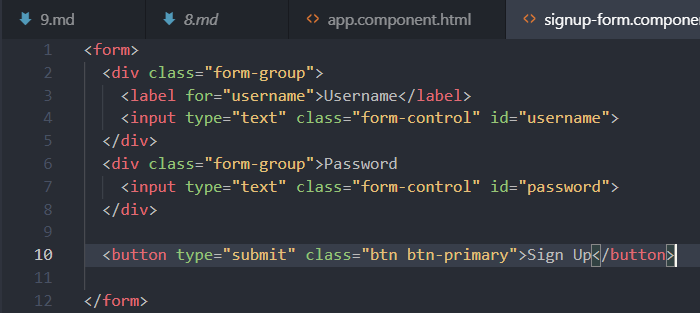 9.md 8.md app.component.html signup-form.compone
1 <form>
2 <div class="form-group">
3 <label for="username">Username</label>
4 <input type="text" class="form-control" id="username">
5 </div>
6 <div class="form-group">Password
7 <input type="text" class="form-control" id="password">
8 </div>
9
10 <button type="submit" class="btn btn-primary">Sign Up</button>
11
12 </form>